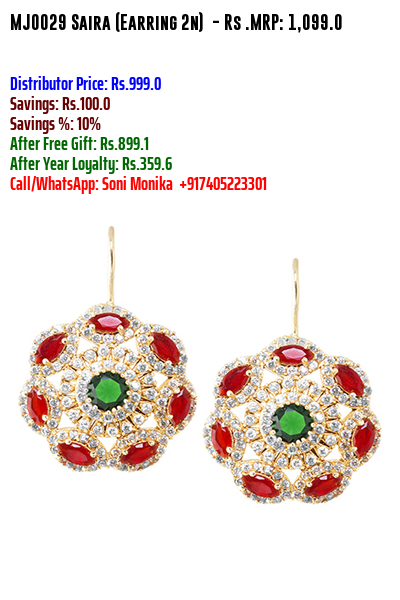 MJ0029 Saira (Earring 2n) - Rs .MRP: 1,099.0
Distributor Price: Rs.999.0
Savings: Rs.100.0
Savings %: 10%
After Free Gift: Rs.899.1
After Year Loyalty: Rs.359.6
Call/WhatsApp: Soni Monika +917405223301